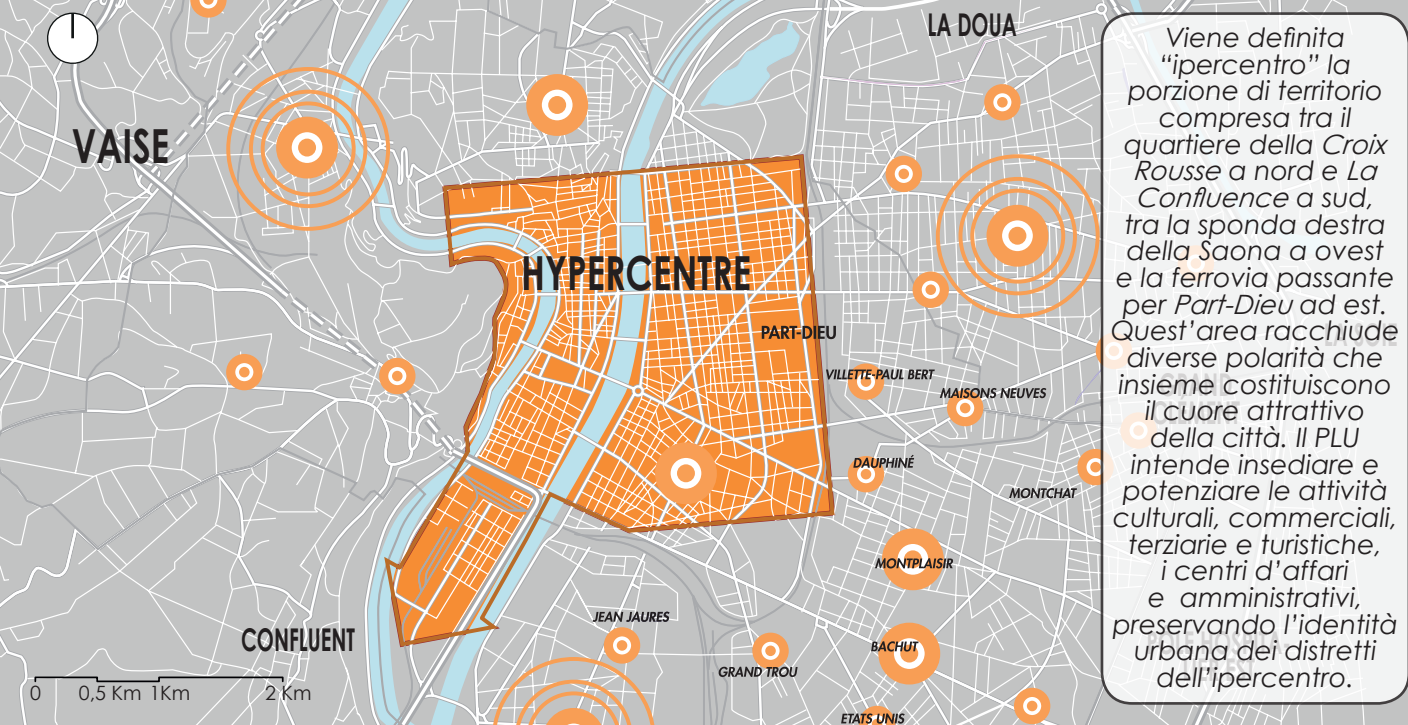 LA DOUA
VAISE
HYPERCENTRE
PART-DIEU
VILLETTE-PAUL BERT
MAISONS NEUVES
DAUPHINÉ
MONTCHAT
MONTPLAISIR
JEAN JAURES
BACHUT
GRAND TROU
CONFLUENT
ETATS UNIS
0 0,5 Km 1Km 2 Km
Viene definita
“ipercentro” la
porzione di territorio
compresa tra il
quartiere della Croix
Rousse a nord e La
Confluence a sud,
tra la sponda destra
della Saona a ovest
e la ferrovia passante
per Part-Dieu ad est.
Quest’area racchiude
diverse polarità che
insieme costituiscono
il cuore attrattivo
della città. Il PLU
intende insediare e
potenziare le attività
culturali, commerciali,
terziarie e turistiche,
i centri d’affari
e amministrativi,
preservando l’identità
urbana dei distretti
dell’ipercentro.